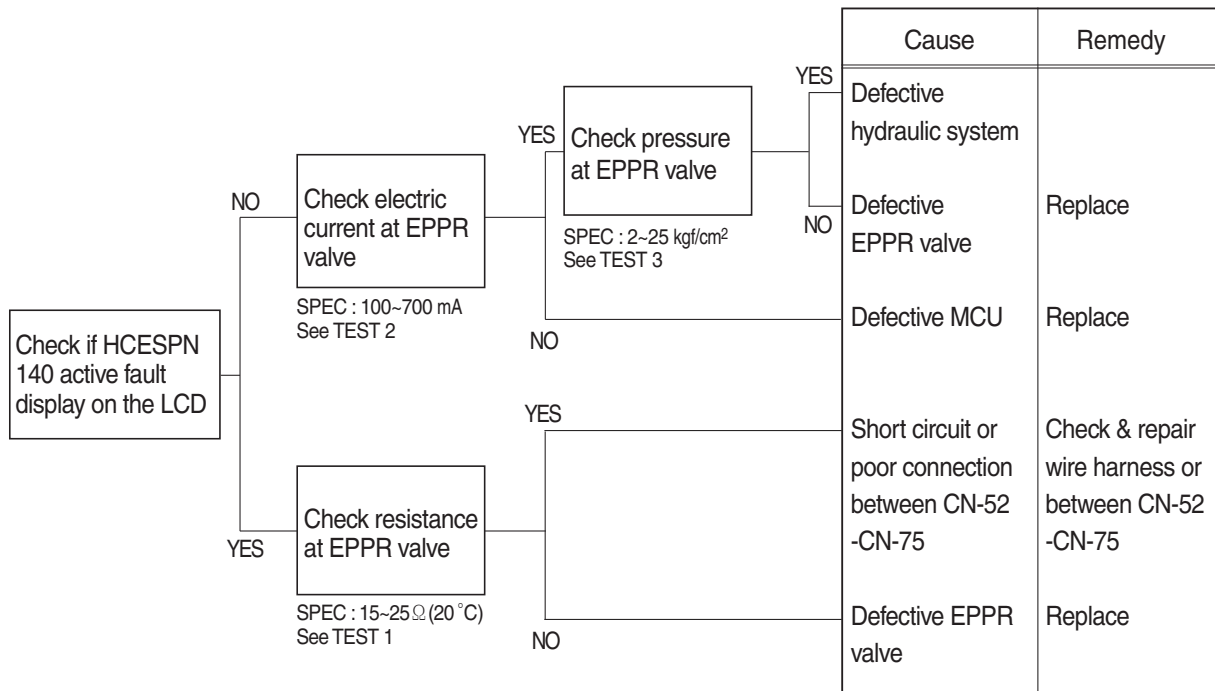 Check if HCESPN
140 active fault
display on the LCD
NO
YES
Check electric
current at EPPR
valve
SPEC : 100~700 mA
See TEST 2
YES
NO
Check pressure
at EPPR valve
SPEC : 2~25 kgf/cm²
See TEST 3
YES
NO
Check resistance
at EPPR valve
SPEC : 15~25Ω (20 °C)
See TEST 1
YES
NO
Cause Remedy
Defective
hydraulic system
Defective Replace
EPPR valve
Defective MCU Replace
Short circuit or Check & repair
poor connection wire harness or
between CN-52 between CN-52
-CN-75 -CN-75
Defective EPPR Replace
valve